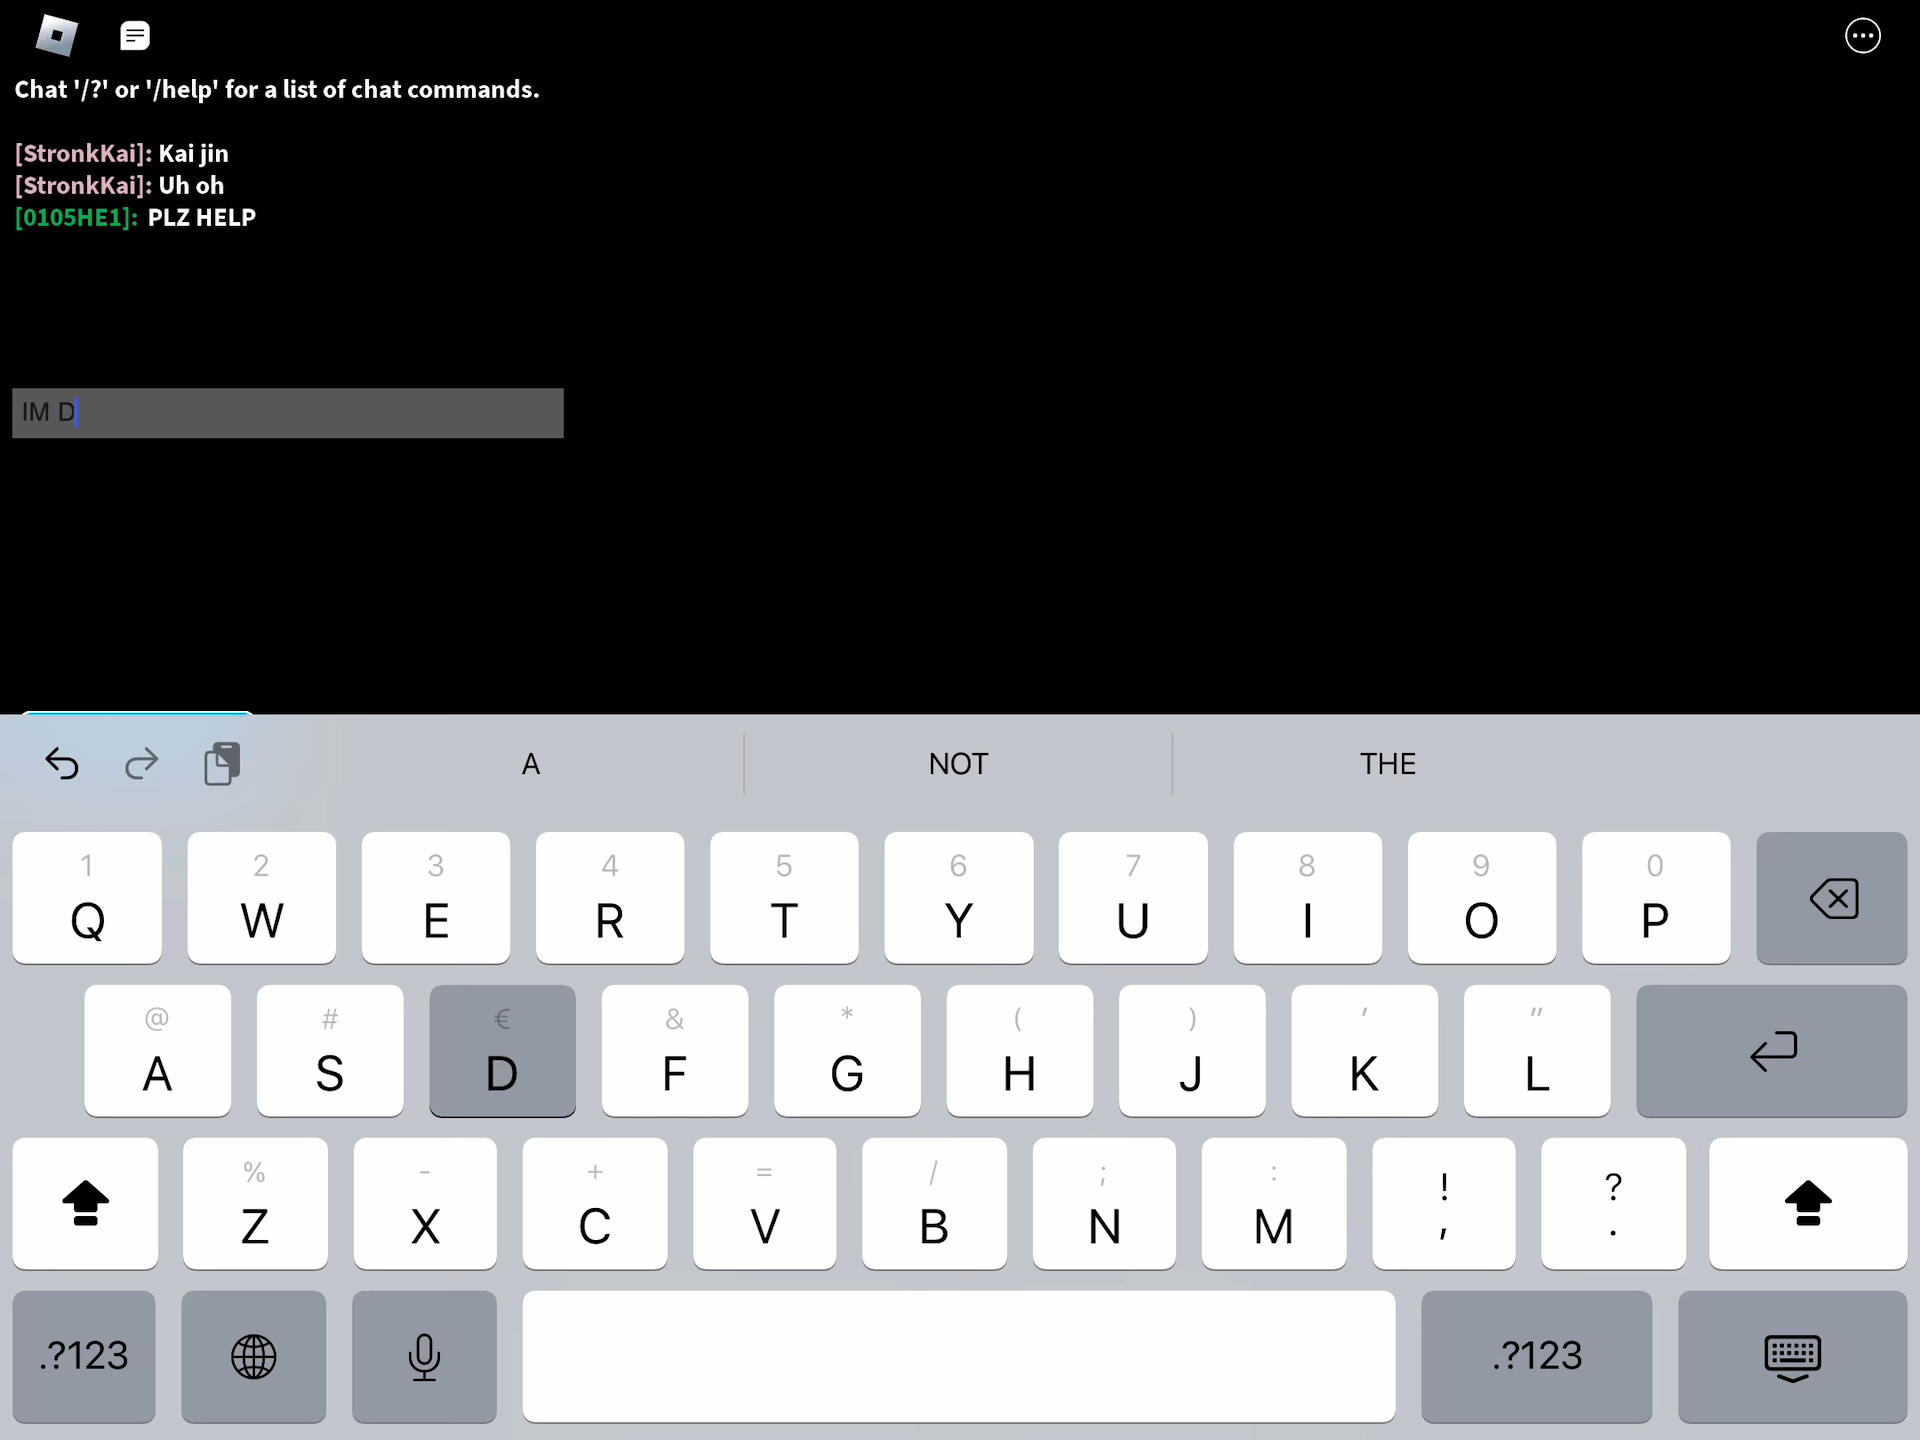 Chat '/?' or '/help' for a list of chat commands.
[StronkKai]: Kai jin
[StronkKai]: Uh oh
[0105HE1]: PLZ HELP
IM D
A NOT THE
1 2 3 4 5 6 7 8 9 0
Q W E R T Y U I O P
@ # € & * ( ) ' "
A S D F G H J K L
% - + = / ; : ! ?
Z X C V B N M , .
.?123 .?123